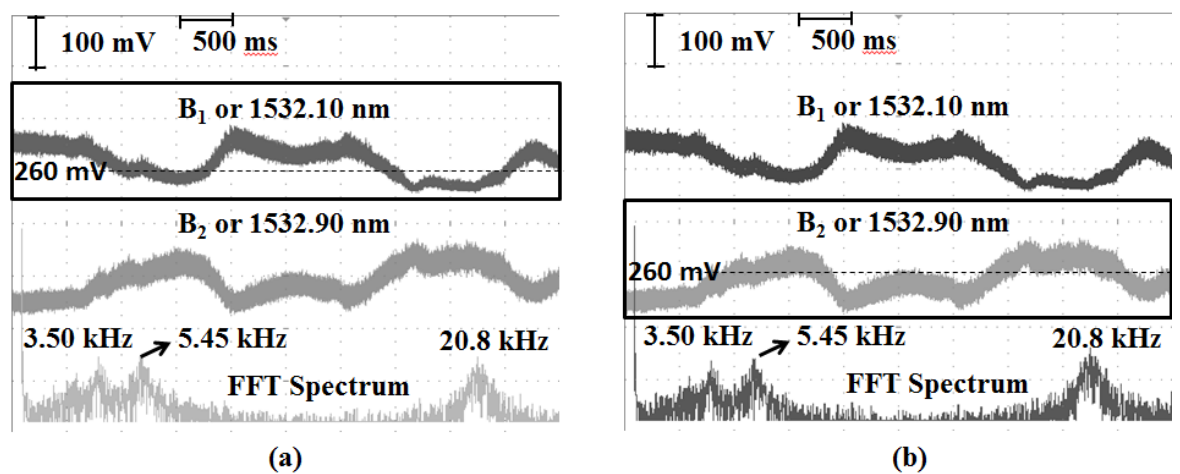 100 mV
500 ms
B₁ or 1532.10 nm
260 mV
B₂ or 1532.90 nm
3.50 kHz
5.45 kHz
20.8 kHz
FFT Spectrum
(a)
100 mV
500 ms
B₁ or 1532.10 nm
B₂ or 1532.90 nm
260 mV
3.50 kHz
5.45 kHz
20.8 kHz
FFT Spectrum
(b)